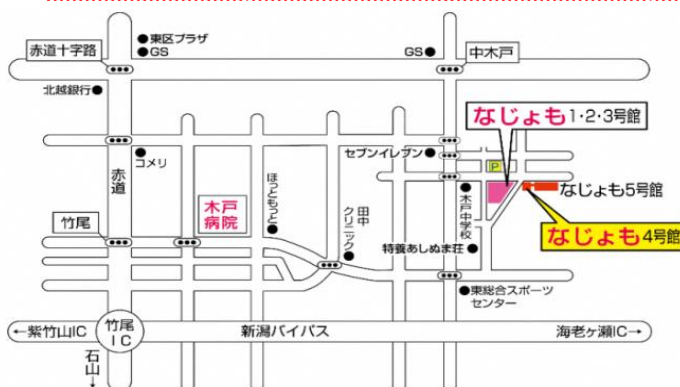 赤道十字路
東区プラザ
GS
GS
中木戸
北越銀行
なじょも1・2・3号館
コメリ
セブンイレブン
P
赤道
ほっともっと
田中
クリニック
木戸中学校
なじょも5号館
木戸
病院
竹尾
なじょも4号館
特養あしぬま荘
東総合スポーツ
センター
←紫竹山IC
竹尾
IC
新潟バイパス
海老ヶ瀬IC→
石山→